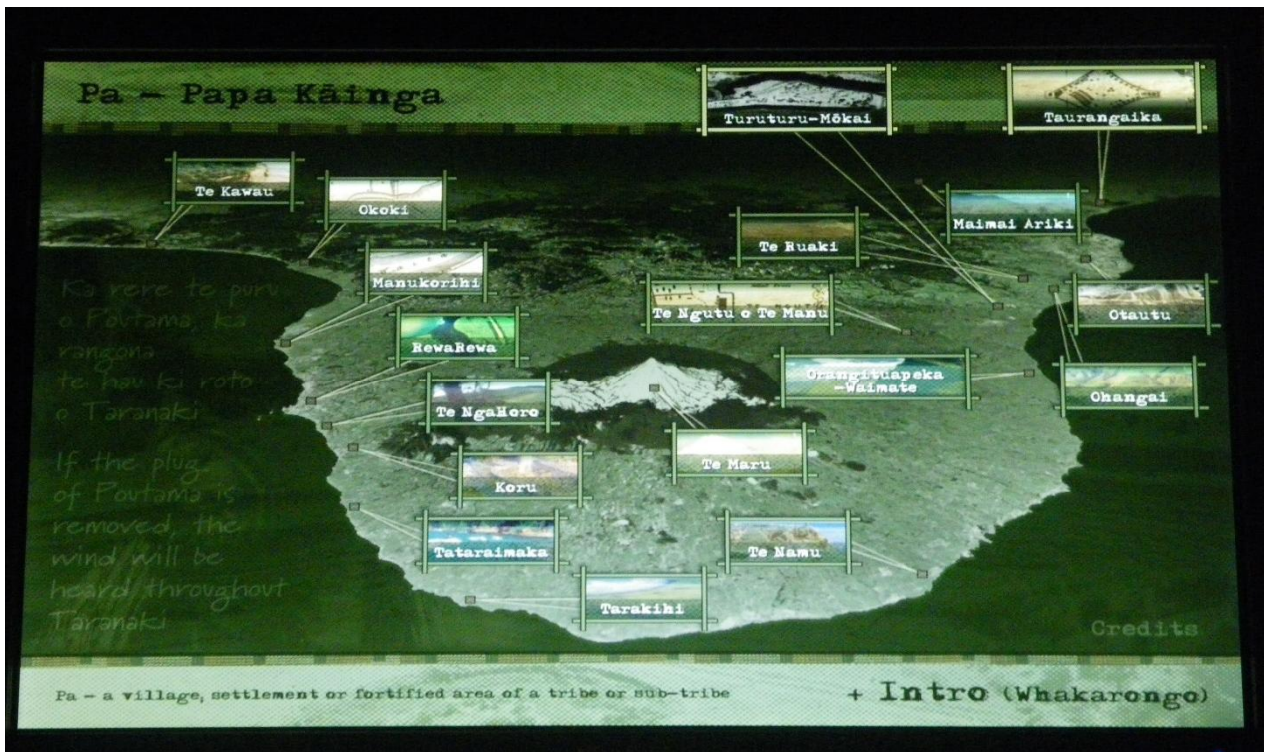 Pa - Papa Kāinga
Turuturu-Mōkai
Taurangaika
Te Kawau
Okoki
Maimai Ariki
Te Ruaki
Manukorihi
Te Ngutu o Te Manu
Otautu
RewaRewa
Orangituapeka
-Waimate
Ohangai
Te NgaHoro
Te Maru
Koru
Tataraimaka
Te Namu
Tarakihi
Ka rere te puru
o Poutama, ka
rangona
te hau ki roto
o Taranaki
If the plug
of Poutama is
removed, the
wind will be
heard throughout
Taranaki
Credits
Pa - a village, settlement or fortified area of a tribe or sub-tribe
+ Intro (Whakarongo)